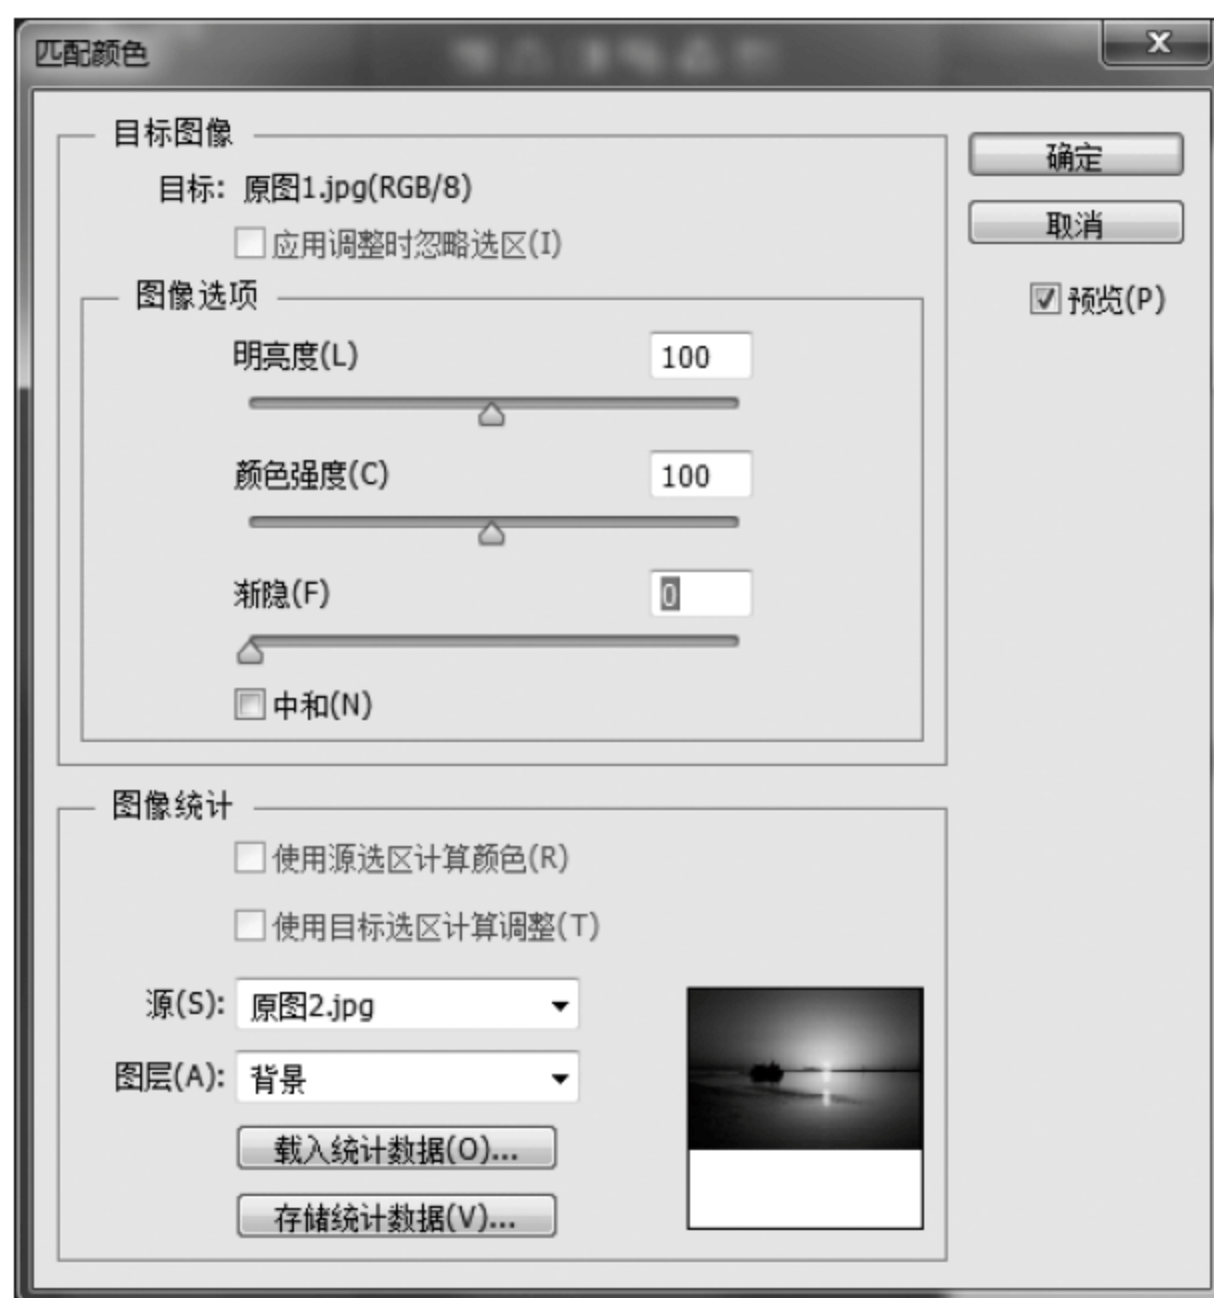 匹配颜色
目标图像
目标: 原图1.jpg(RGB/8)
应用调整时忽略选区(I)
图像选项
明亮度(L) 100
颜色强度(C) 100
渐隐(F) 0
中和(N)
图像统计
使用源选区计算颜色(R)
使用目标选区计算调整(T)
源(S): 原图2.jpg
图层(A): 背景
载入统计数据(O)...
存储统计数据(V)...
确定
取消
预览(P)